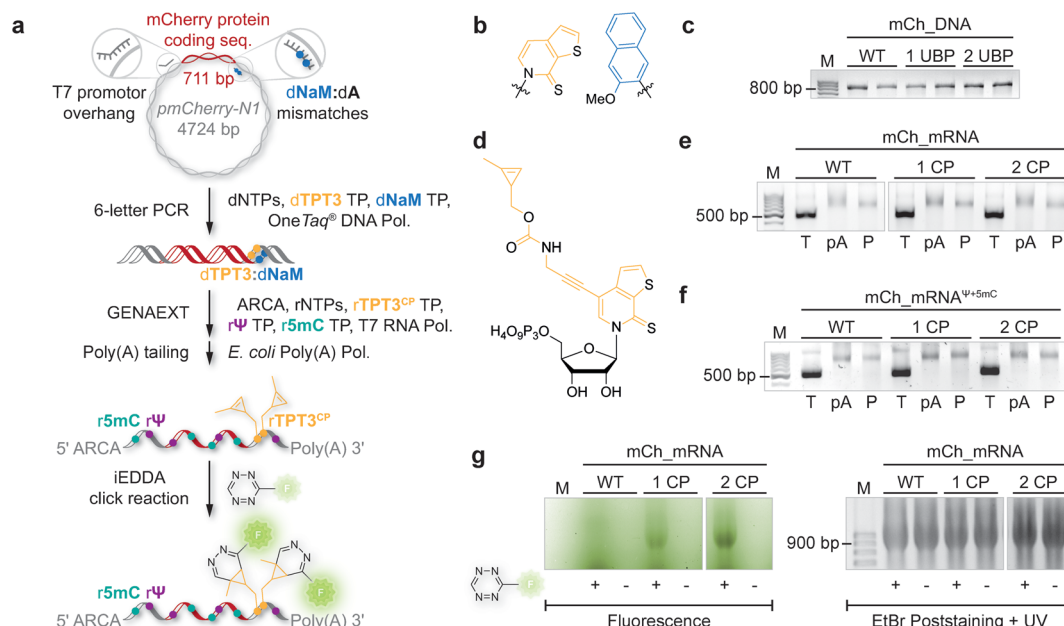 a
mCherry protein
coding seq.
711 bp
T7 promotor
overhang
pmCherry-N1
4724 bp
dNaM:dA
mismatches
6-letter PCR
dNTPs, dTPT3 TP, dNaM TP,
OneTaq® DNA Pol.
dTPT3:dNaM
GENAEXT
ARCA, rNTPs, rTPT3ᶜᴾ TP,
rΨ TP, r5mC TP, T7 RNA Pol.
Poly(A) tailing
E. coli Poly(A) Pol.
r5mC rΨ
rTPT3ᶜᴾ
5' ARCA
Poly(A) 3'
iEDDA
click reaction
N N
N N
F
N N
N N
F
F
r5mC rΨ
5' ARCA
Poly(A) 3'
b
S
N
S
MeO
c
mCh_DNA
M WT 1 UBP 2 UBP
800 bp
d
O
O
NH
S
N
S
H₄O₉P₃O
O
OH OH
e
mCh_mRNA
M WT 1 CP 2 CP
500 bp
T pA P T pA P T pA P
f
mCh_mRNA^Ψ+5mC
M WT 1 CP 2 CP
500 bp
T pA P T pA P T pA P
g
mCh_mRNA
M WT 1 CP 2 CP
N N
N N
F
+ - + - + -
Fluorescence
mCh_mRNA
M WT 1 CP 2 CP
900 bp
+ - + - + -
EtBr Poststaining + UV